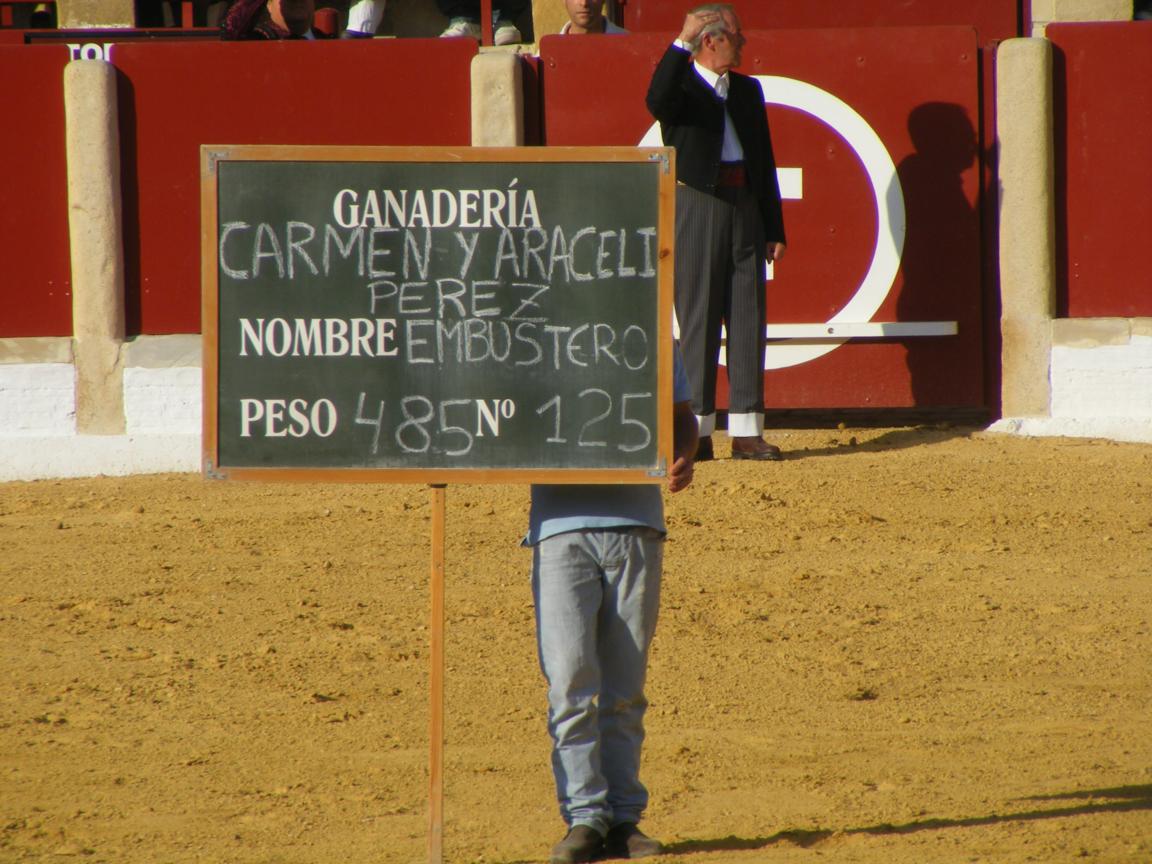 GANADERÍA
CARMEN Y ARACELI
PEREZ
NOMBRE EMBUSTERO
PESO 485 Nº 125